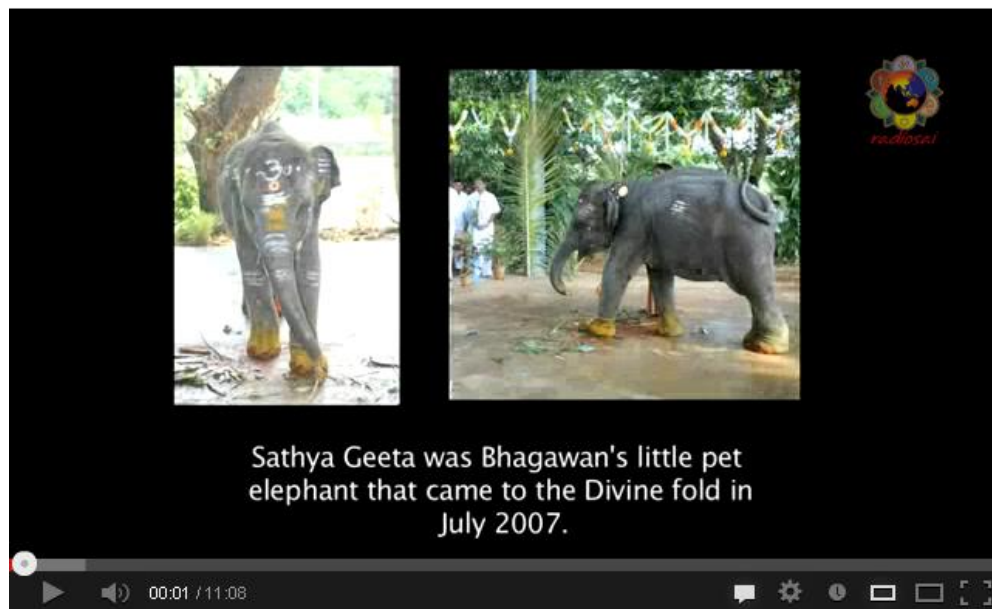 ॐ
radiosai
Sathya Geeta was Bhagawan's little pet
elephant that came to the Divine fold in
July 2007.
00:01 / 11:08